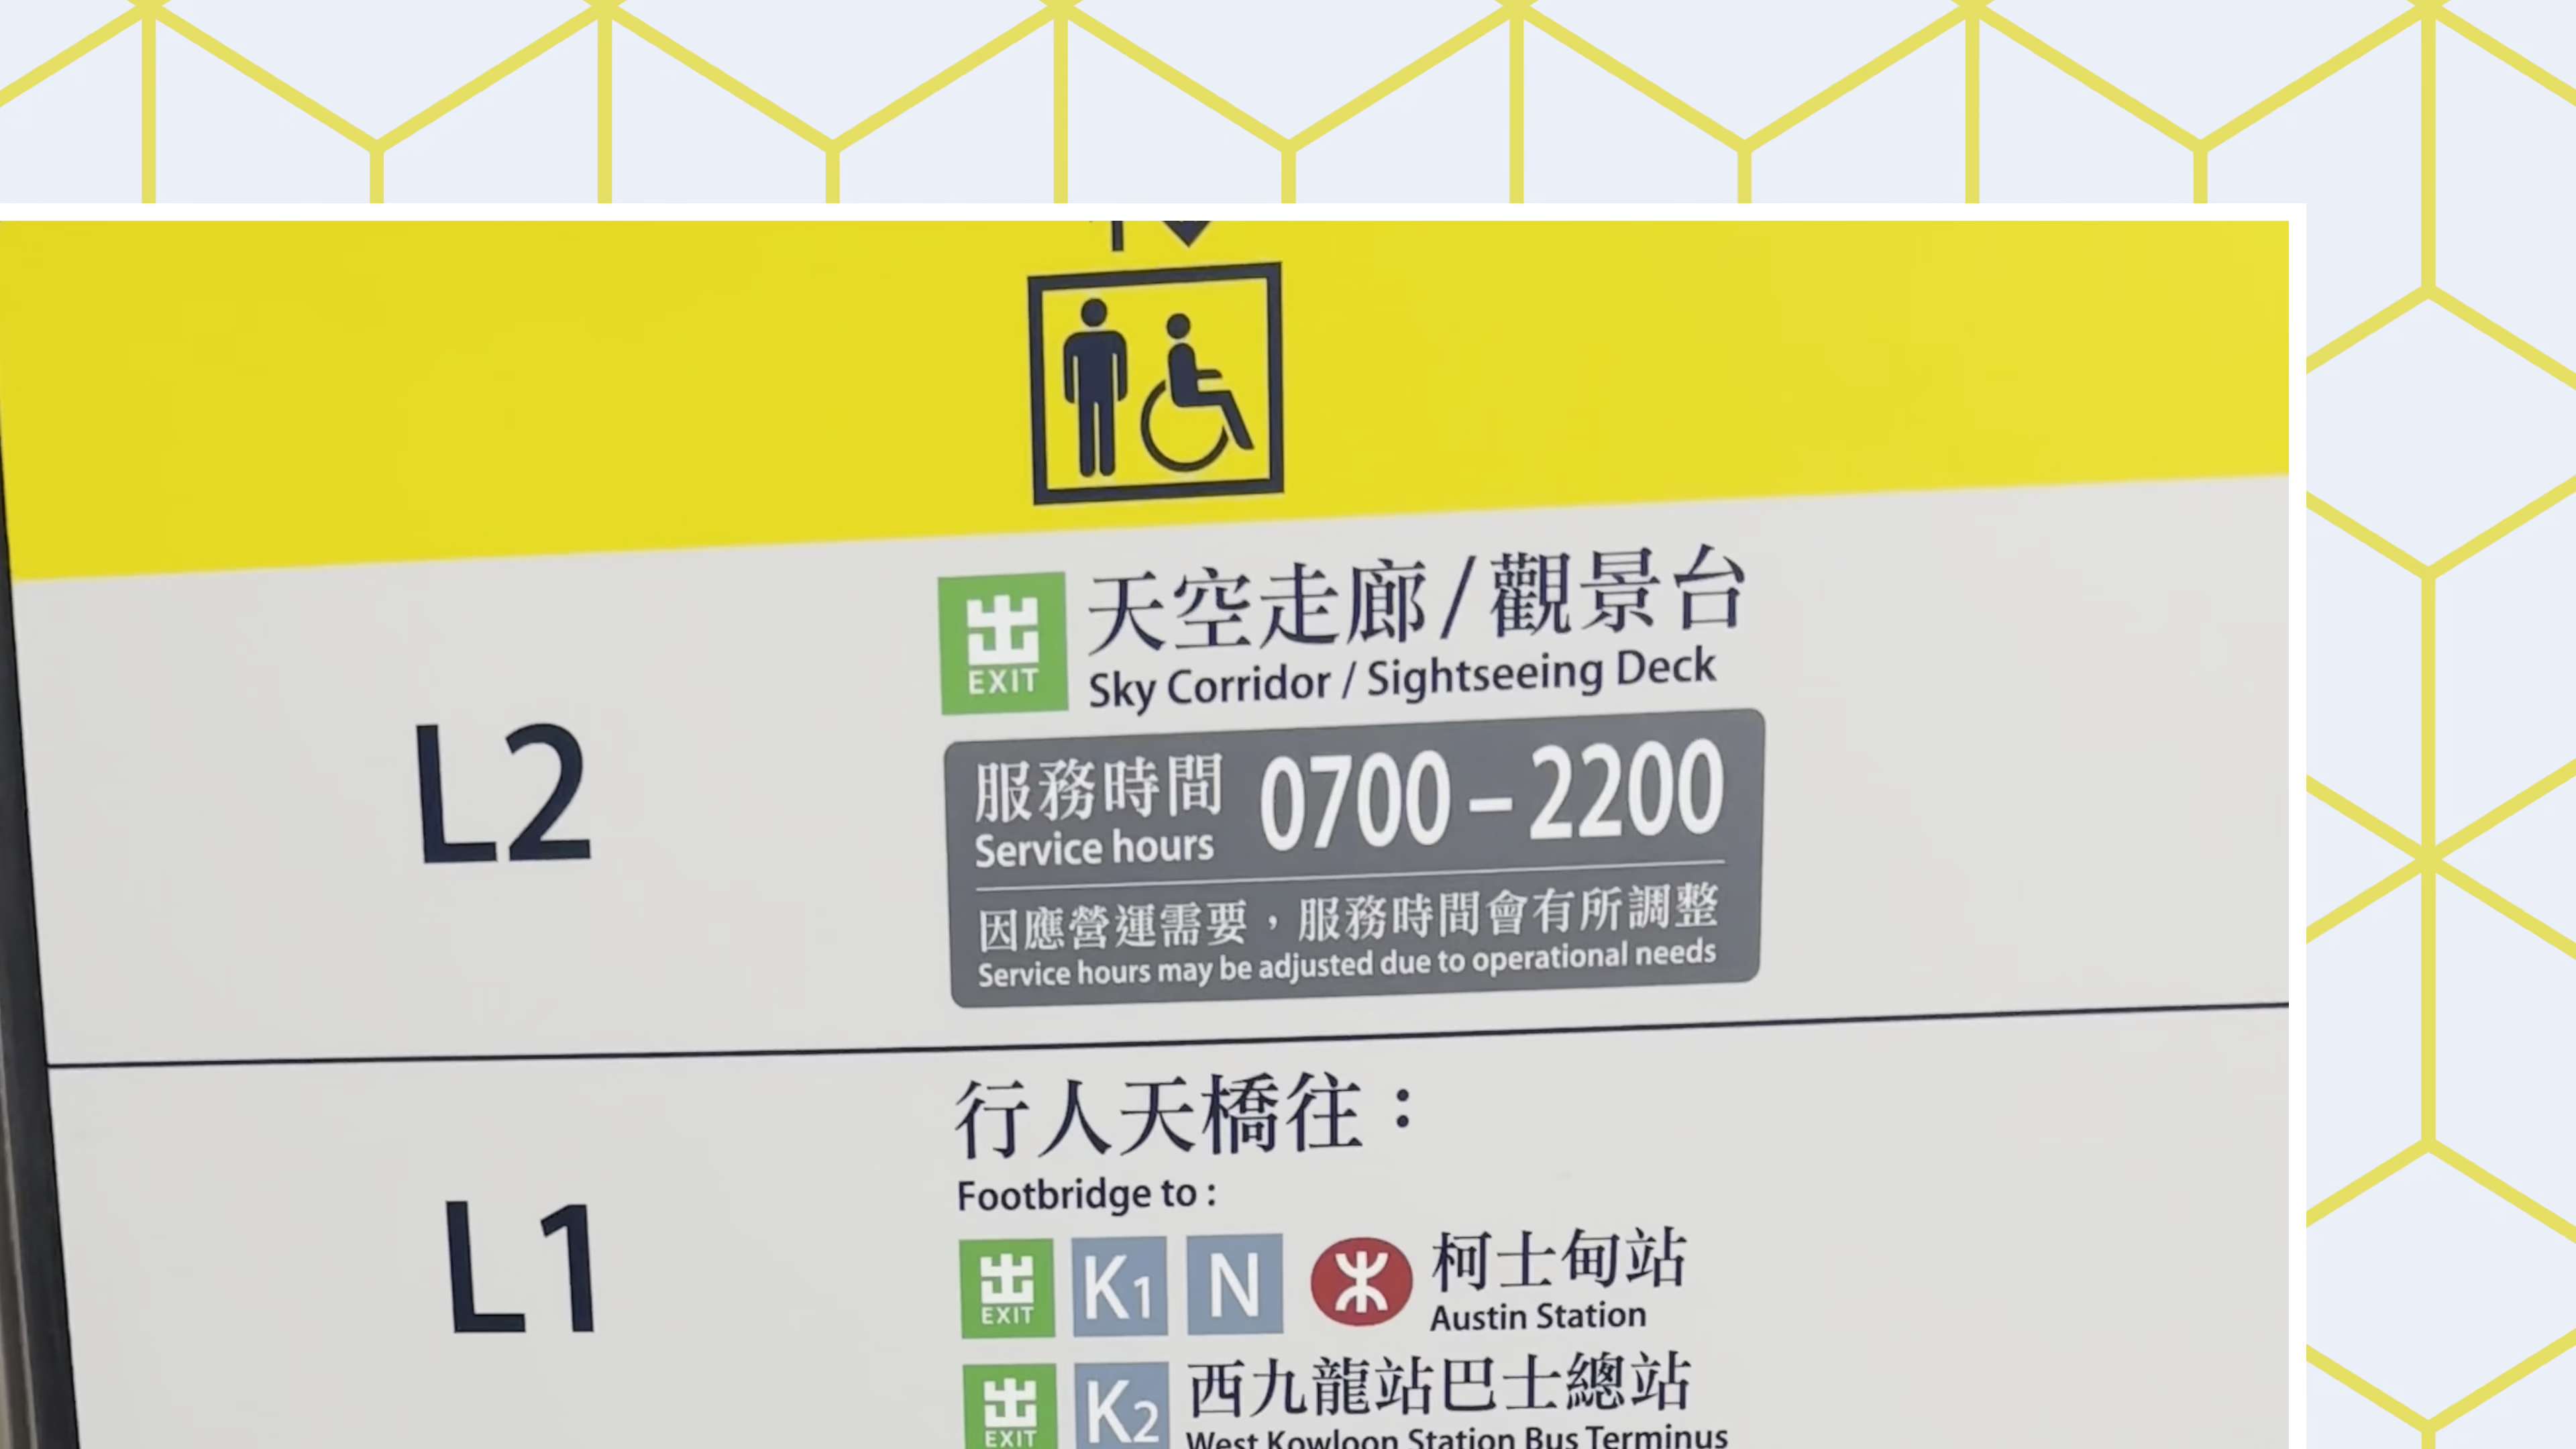 出 EXIT
天空走廊/觀景台
Sky Corridor / Sightseeing Deck
L2
服務時間 0700 – 2200
Service hours
因應營運需要，服務時間會有所調整
Service hours may be adjusted due to operational needs
行人天橋往：
Footbridge to :
L1
出 EXIT K1 N 柯士甸站
Austin Station
出 EXIT K2 西九龍站巴士總站
West Kowloon Station Bus Terminus